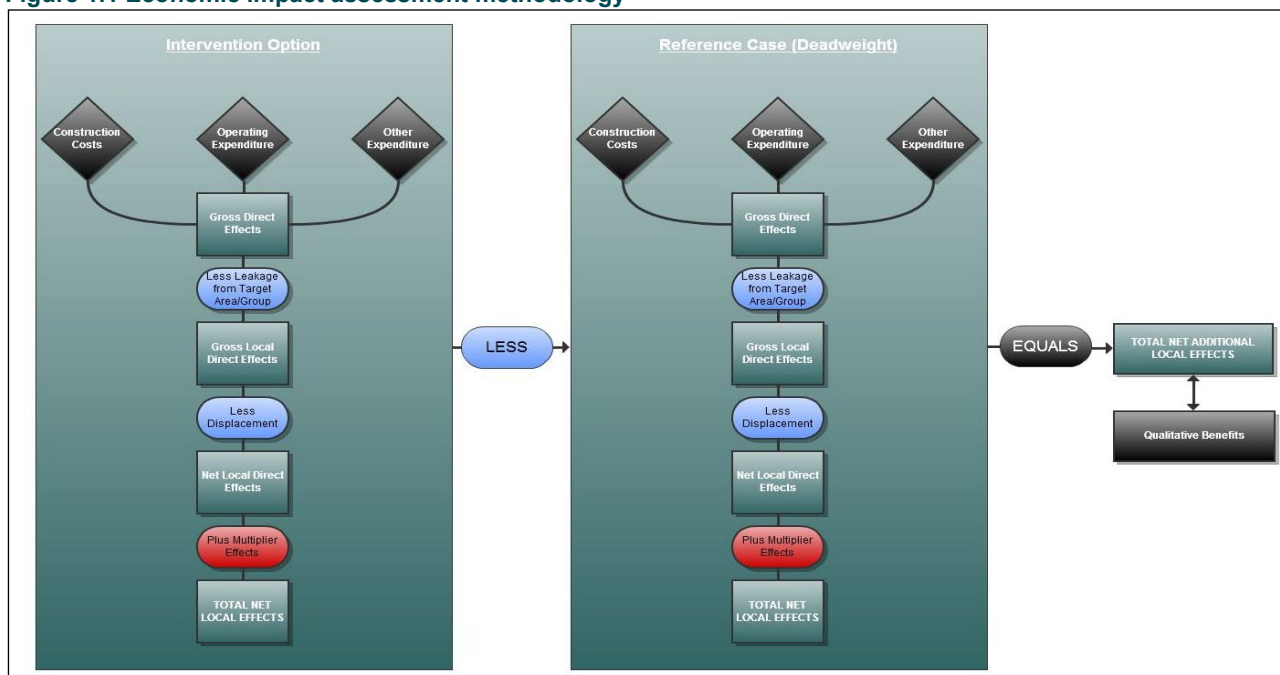 Figure 4.1 Economic impact assessment methodology
Intervention Option
Construction
Costs
Operating
Expenditure
Other
Expenditure
Gross Direct
Effects
Less Leakage
from Target
Area/Group
Gross Local
Direct Effects
Less
Displacement
Net Local Direct
Effects
Plus Multiplier
Effects
TOTAL NET
LOCAL EFFECTS
LESS
Reference Case (Deadweight)
Construction
Costs
Operating
Expenditure
Other
Expenditure
Gross Direct
Effects
Less Leakage
from Target
Area/Group
Gross Local
Direct Effects
Less
Displacement
Net Local Direct
Effects
Plus Multiplier
Effects
TOTAL NET
LOCAL EFFECTS
EQUALS
TOTAL NET ADDITIONAL
LOCAL EFFECTS
Qualitative Benefits